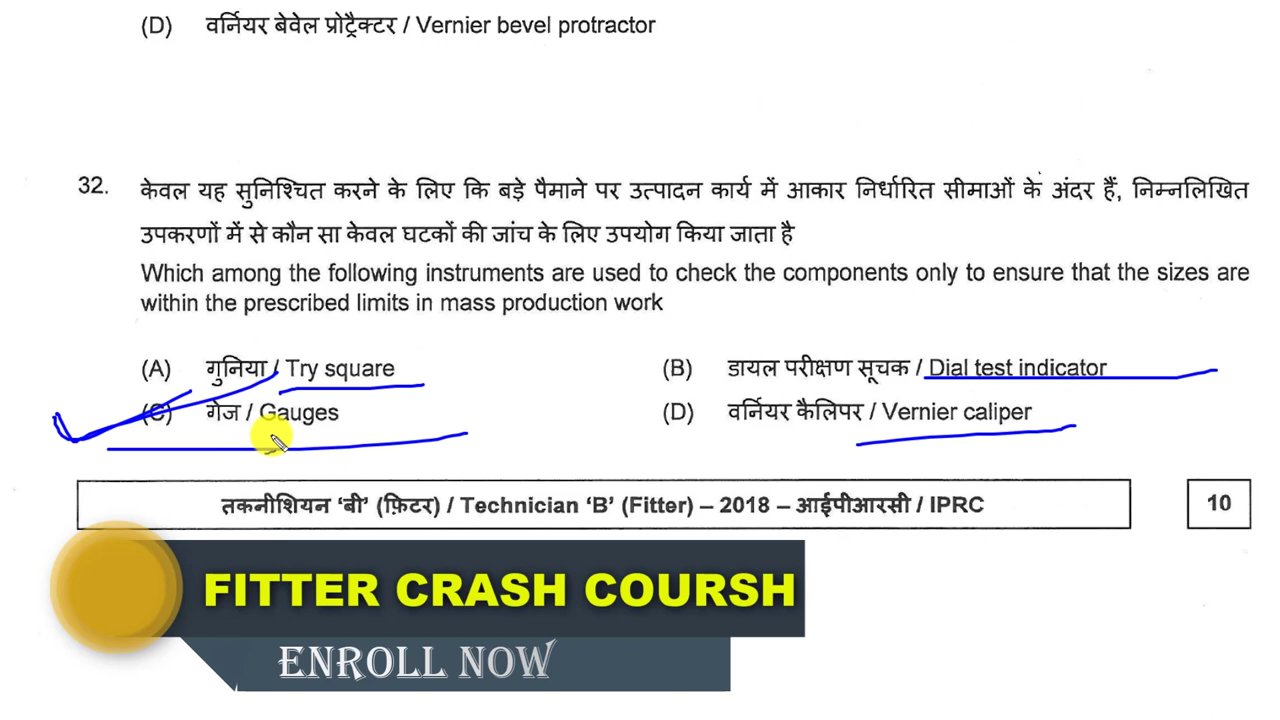 (D) वर्नियर बेवेल प्रोट्रैक्टर / Vernier bevel protractor
32. केवल यह सुनिश्चित करने के लिए कि बड़े पैमाने पर उत्पादन कार्य में आकार निर्धारित सीमाओं के अंदर हैं, निम्नलिखित
उपकरणों में से कौन सा केवल घटकों की जांच के लिए उपयोग किया जाता है
Which among the following instruments are used to check the components only to ensure that the sizes are
within the prescribed limits in mass production work
(A) गुनिया / Try square (B) डायल परीक्षण सूचक / Dial test indicator
(C) गेज / Gauges (D) वर्नियर कैलिपर / Vernier caliper
तकनीशियन ‘बी’ (फ़िटर) / Technician ‘B’ (Fitter) – 2018 – आईपीआरसी / IPRC 10
FITTER CRASH COURSH
ENROLL NOW